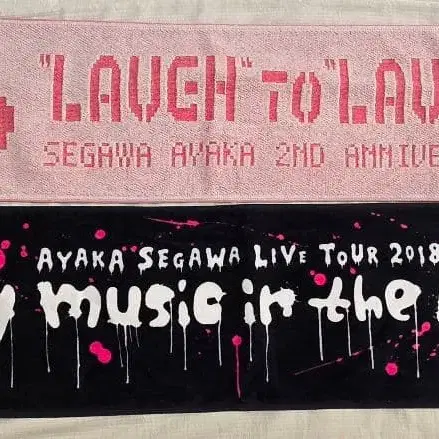 "LAUGH" TO "LAU
SEGAWA AYAKA 2ND ANNIVE
AYAKA SEGAWA LIVE TOUR 2018
y music in the